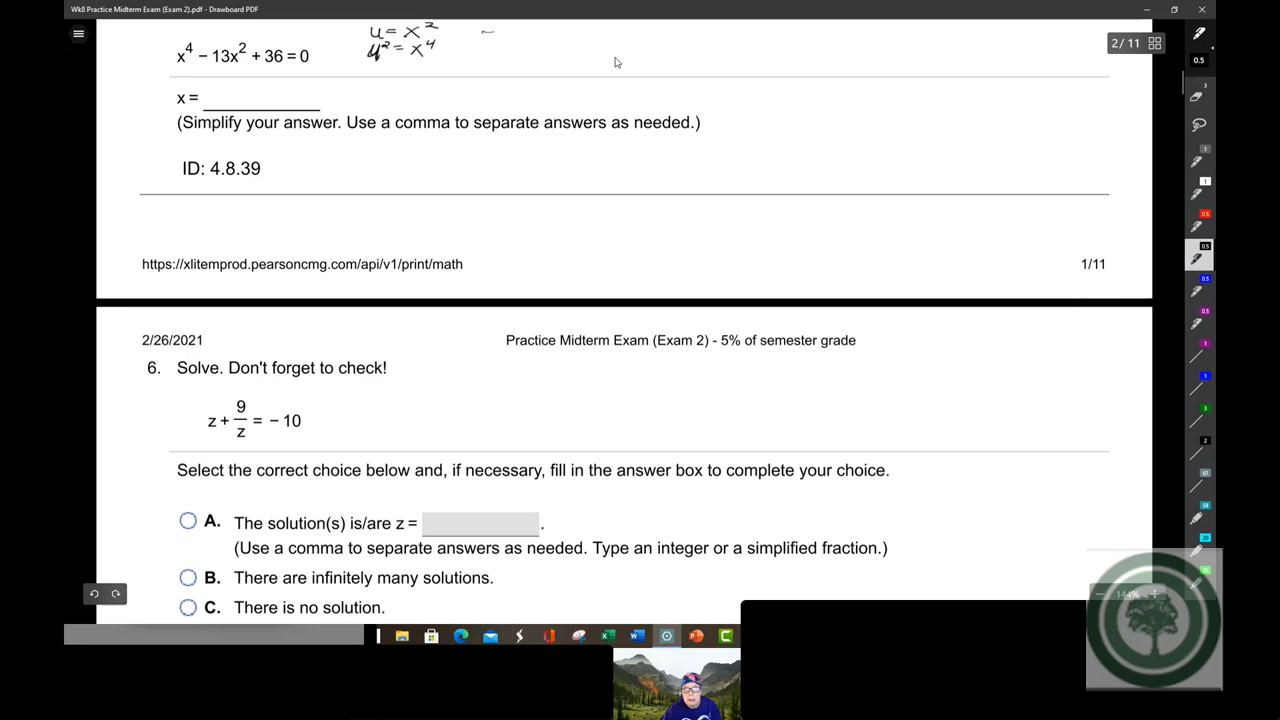 Wk8 Practice Midterm Exam (Exam 2).pdf - Drawboard PDF
u = x²
u² = x⁴
x⁴ − 13x² + 36 = 0
2/11
0.5
x =
(Simplify your answer. Use a comma to separate answers as needed.)
ID: 4.8.39
https://xlitemprod.pearsoncmg.com/api/v1/print/math
1/11
2/26/2021
Practice Midterm Exam (Exam 2) - 5% of semester grade
6. Solve. Don't forget to check!
z + 9/z = − 10
Select the correct choice below and, if necessary, fill in the answer box to complete your choice.
A. The solution(s) is/are z = .
(Use a comma to separate answers as needed. Type an integer or a simplified fraction.)
B. There are infinitely many solutions.
C. There is no solution.
144%